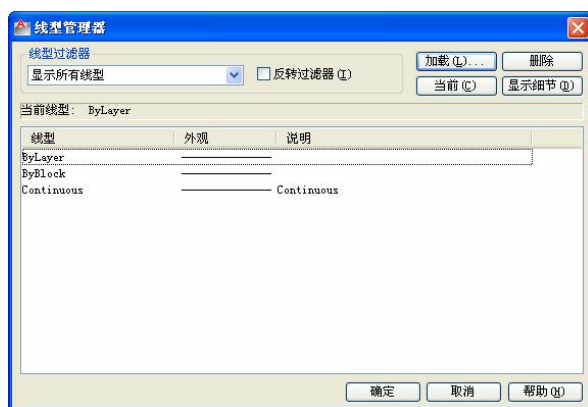 线型管理器
线型过滤器
显示所有线型
反转过滤器(I)
加载(L)...
删除
当前(C)
显示细节(D)
当前线型: ByLayer
线型 外观 说明
ByLayer
ByBlock
Continuous Continuous
确定 取消 帮助(H)